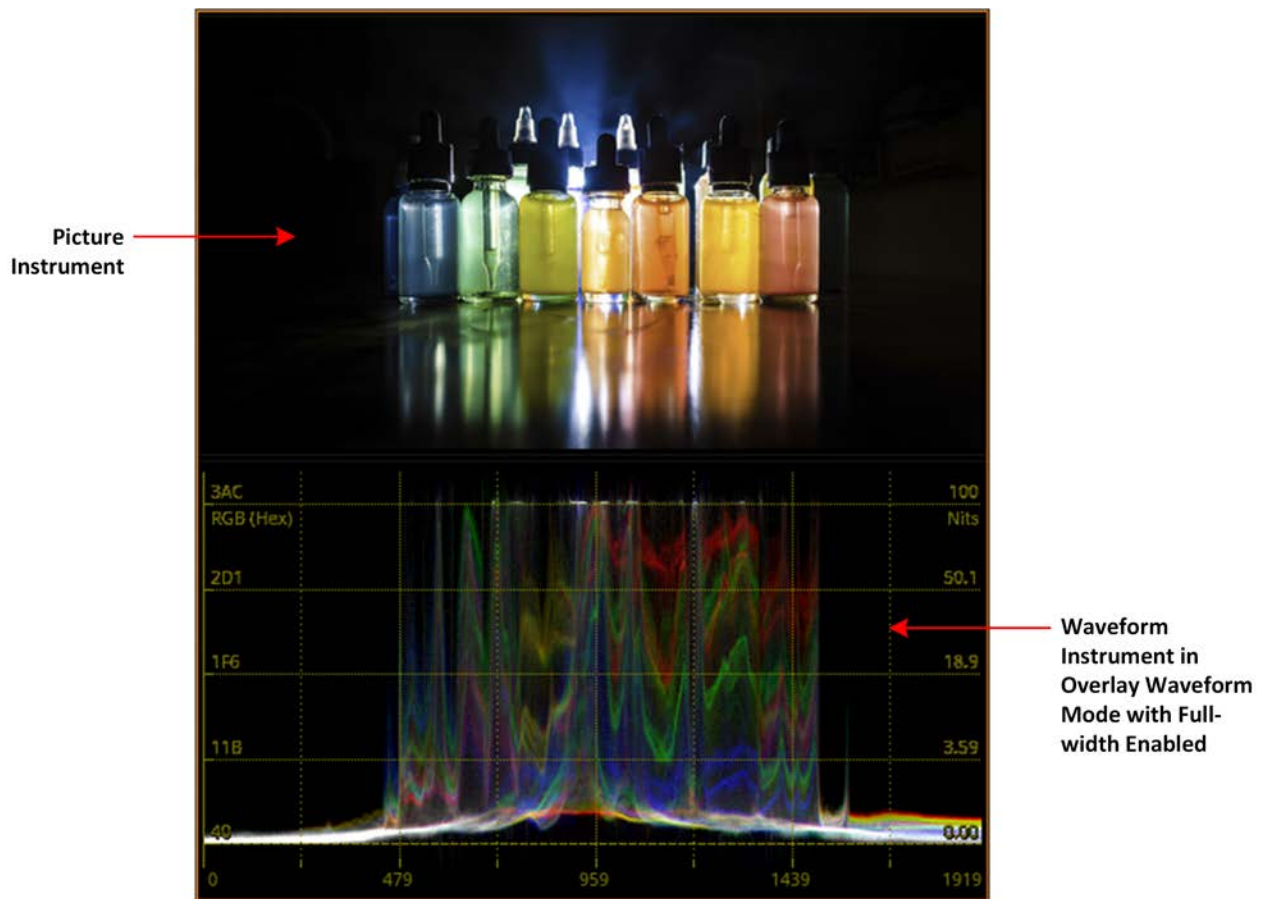 Picture
Instrument
3AC 100
RGB (Hex) Nits
2D1 50.1
1F6 18.9
11B 3.59
40 0.00
0 479 959 1439 1919
Waveform
Instrument in
Overlay Waveform
Mode with Full-
width Enabled